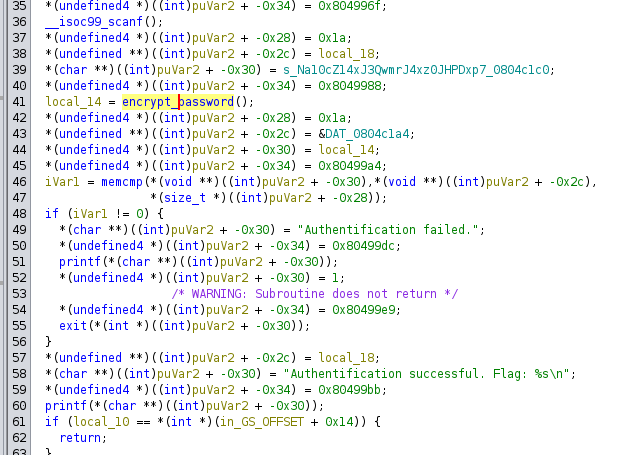 35 *(undefined4 *)((int)puVar2 + -0x34) = 0x804996f;
36 __isoc99_scanf();
37 *(undefined4 *)((int)puVar2 + -0x28) = 0x1a;
38 *(undefined **)((int)puVar2 + -0x2c) = local_18;
39 *(char **)((int)puVar2 + -0x30) = s_Na10cZ14xJ3QwmrJ4xz0JHPDxp7_0804c1c0;
40 *(undefined4 *)((int)puVar2 + -0x34) = 0x8049988;
41 local_14 = encrypt_password();
42 *(undefined4 *)((int)puVar2 + -0x28) = 0x1a;
43 *(undefined **)((int)puVar2 + -0x2c) = &DAT_0804c1a4;
44 *(undefined4 *)((int)puVar2 + -0x30) = local_14;
45 *(undefined4 *)((int)puVar2 + -0x34) = 0x80499a4;
46 iVar1 = memcmp(*(void **)((int)puVar2 + -0x30),*(void **)((int)puVar2 + -0x2c),
47 *(size_t *)((int)puVar2 + -0x28));
48 if (iVar1 != 0) {
49 *(char **)((int)puVar2 + -0x30) = "Authentification failed.";
50 *(undefined4 *)((int)puVar2 + -0x34) = 0x80499dc;
51 printf(*(char **)((int)puVar2 + -0x30));
52 *(undefined4 *)((int)puVar2 + -0x30) = 1;
53 /* WARNING: Subroutine does not return */
54 *(undefined4 *)((int)puVar2 + -0x34) = 0x80499e9;
55 exit(*(int *)((int)puVar2 + -0x30));
56 }
57 *(undefined **)((int)puVar2 + -0x2c) = local_18;
58 *(char **)((int)puVar2 + -0x30) = "Authentification successful. Flag: %s\n";
59 *(undefined4 *)((int)puVar2 + -0x34) = 0x80499bb;
60 printf(*(char **)((int)puVar2 + -0x30));
61 if (local_10 == *(int *)(in_GS_OFFSET + 0x14)) {
62 return;
63 }